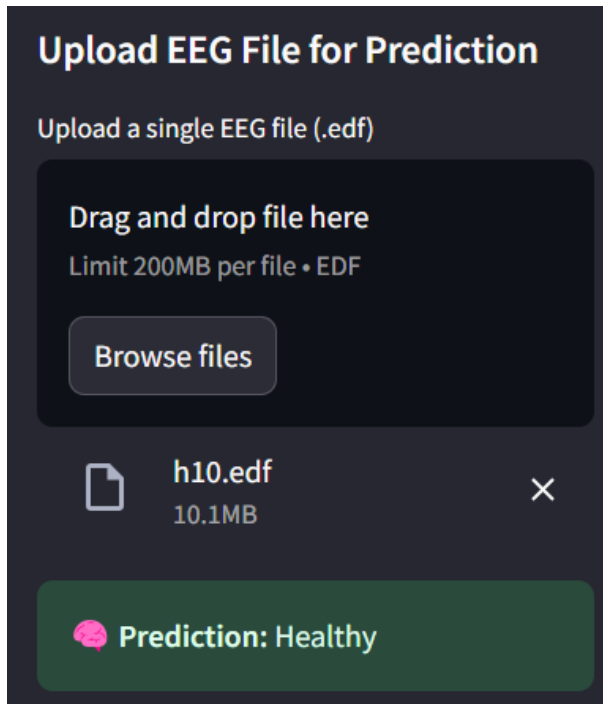 Upload EEG File for Prediction
Upload a single EEG file (.edf)
Drag and drop file here
Limit 200MB per file • EDF
Browse files
h10.edf
10.1MB
🧠 Prediction: Healthy